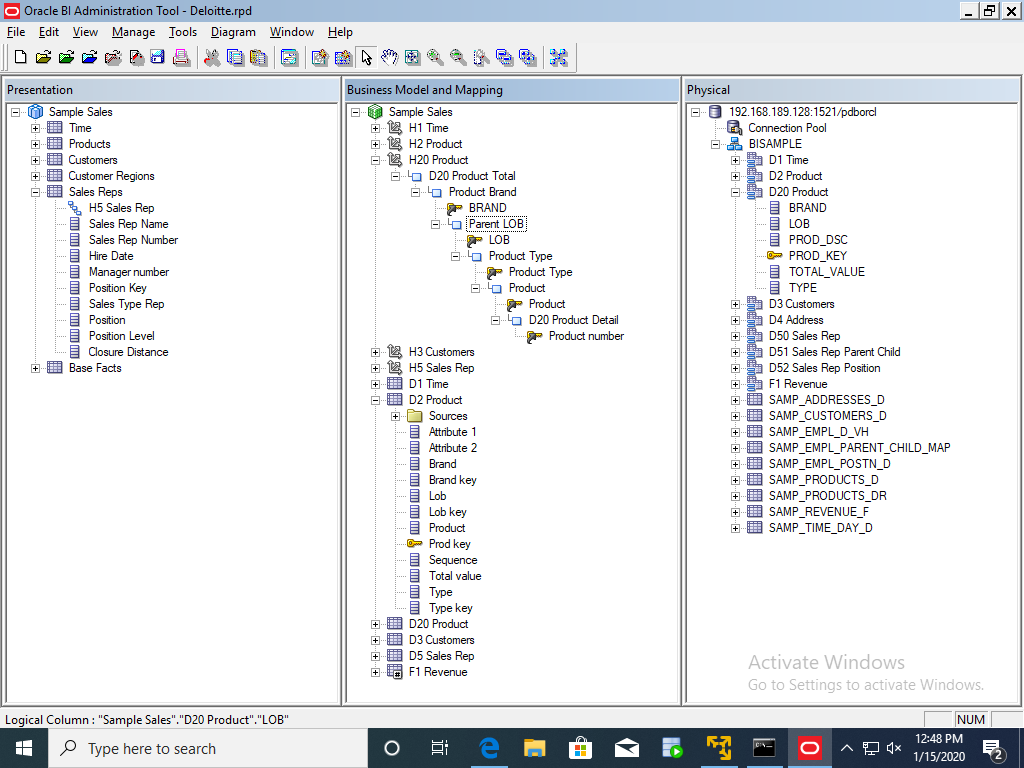 Oracle BI Administration Tool - Deloitte.rpd
File Edit View Manage Tools Diagram Window Help
Presentation
Sample Sales
Time
Products
Customers
Customer Regions
Sales Reps
H5 Sales Rep
Sales Rep Name
Sales Rep Number
Hire Date
Manager number
Position Key
Sales Type Rep
Position
Position Level
Closure Distance
Base Facts
Business Model and Mapping
Sample Sales
H1 Time
H2 Product
H20 Product
D20 Product Total
Product Brand
BRAND
Parent LOB
LOB
Product Type
Product Type
Product
Product
D20 Product Detail
Product number
H3 Customers
H5 Sales Rep
D1 Time
D2 Product
Sources
Attribute 1
Attribute 2
Brand
Brand key
Lob
Lob key
Product
Prod key
Sequence
Total value
Type
Type key
D20 Product
D3 Customers
D5 Sales Rep
F1 Revenue
Physical
192.168.189.128:1521/pdborcl
Connection Pool
BISAMPLE
D1 Time
D2 Product
D20 Product
BRAND
LOB
PROD_DSC
PROD_KEY
TOTAL_VALUE
TYPE
D3 Customers
D4 Address
D50 Sales Rep
D51 Sales Rep Parent Child
D52 Sales Rep Position
F1 Revenue
SAMP_ADDRESSES_D
SAMP_CUSTOMERS_D
SAMP_EMPL_D_VH
SAMP_EMPL_PARENT_CHILD_MAP
SAMP_EMPL_POSTN_D
SAMP_PRODUCTS_D
SAMP_PRODUCTS_DR
SAMP_REVENUE_F
SAMP_TIME_DAY_D
Activate Windows
Go to Settings to activate Windows.
Logical Column : "Sample Sales"."D20 Product"."LOB"
NUM
Type here to search
12:48 PM
1/15/2020
2